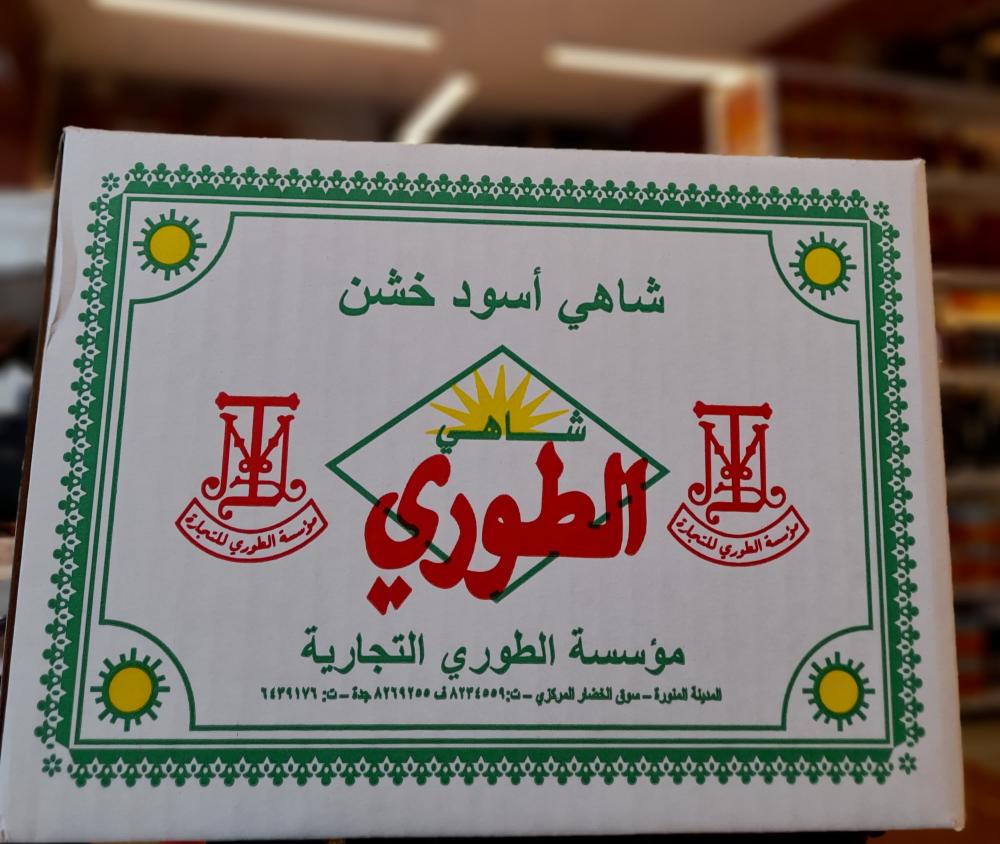 شاهي أسود خشن
شاهي
الطوري
مؤسسة الطوري للتجارة
مؤسسة الطوري للتجارة
مؤسسة الطوري التجارية
المدينة المنورة – سوق الخضار المركزي – ت: ٨٢٣٤٥٥٩ ف ٨٢٦٩٢٥٥ جدة – ت: ٦٤٣٩١٧٦